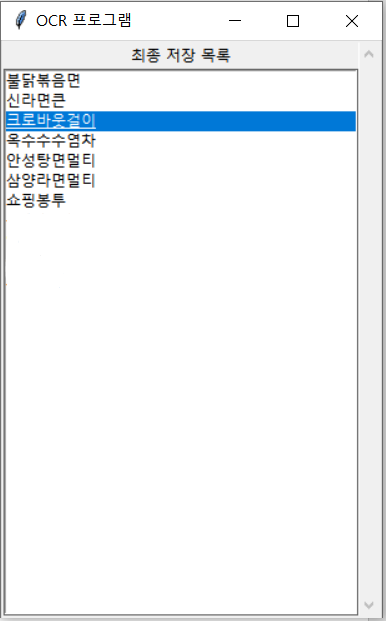 OCR 프로그램
최종 저장 목록
불닭볶음면
신라면큰
크로바옷걸이
옥수수수염차
안성탕면멀티
삼양라면멀티
쇼핑봉투